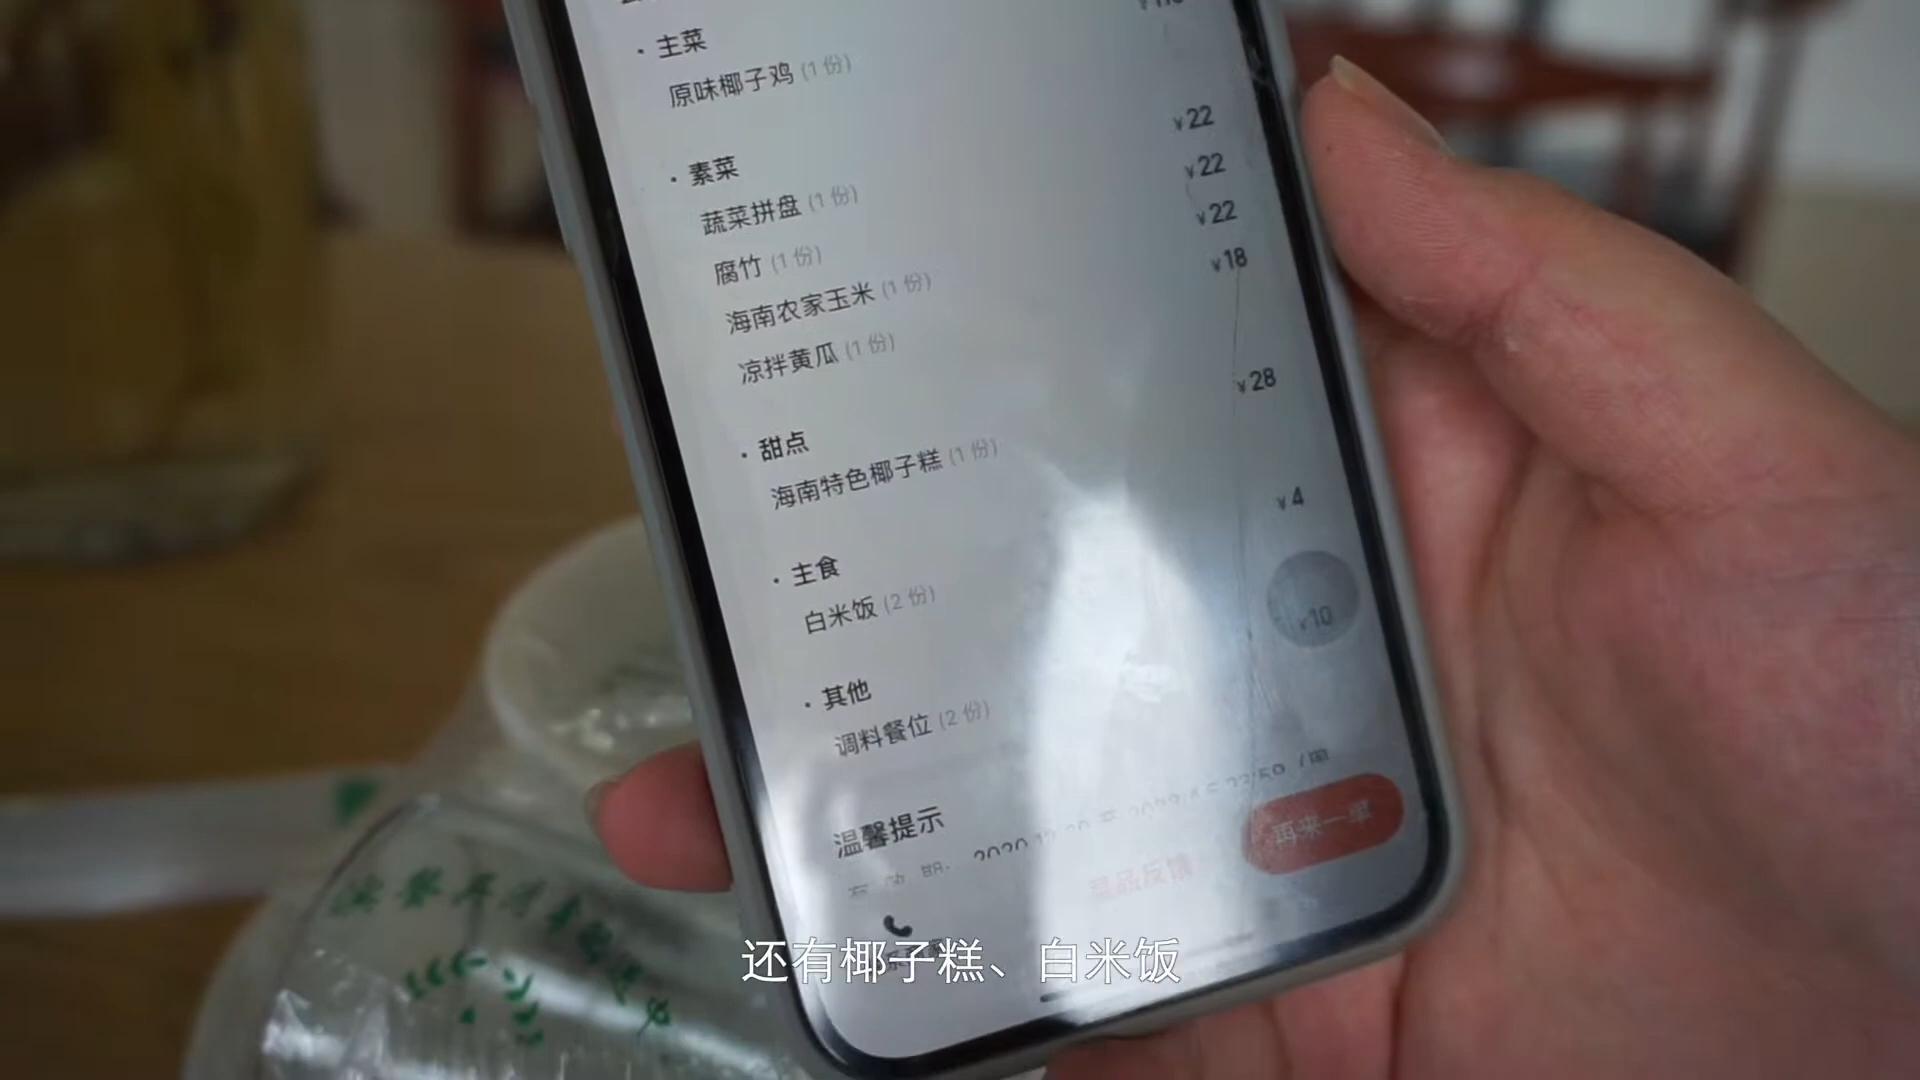 · 主菜
原味椰子鸡 (1 份)
· 素菜
蔬菜拼盘 (1 份) ¥22
腐竹 (1 份) ¥22
海南农家玉米 (1 份) ¥22
凉拌黄瓜 (1 份) ¥18
· 甜点
海南特色椰子糕 (1 份) ¥28
· 主食
白米饭 (2 份) ¥4
· 其他
调料餐位 (2 份) ¥10
温馨提示
再来一单
还有椰子糕、白米饭